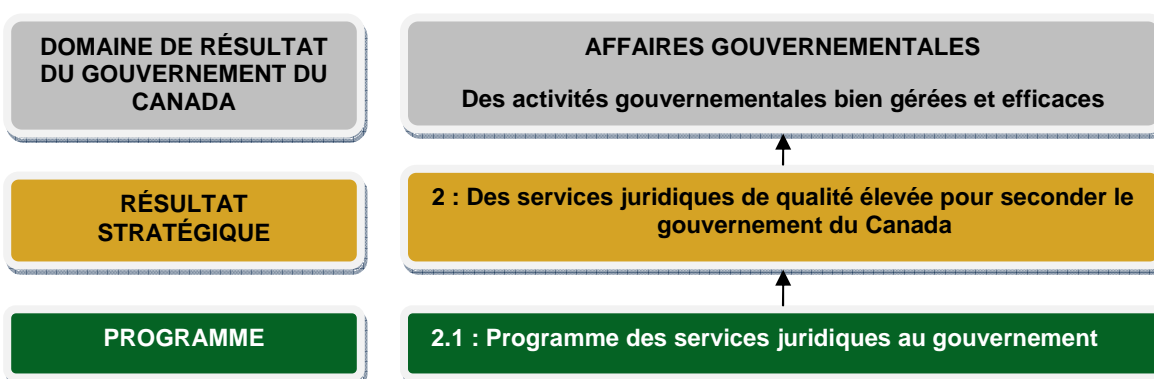 DOMAINE DE RÉSULTAT
DU GOUVERNEMENT DU
CANADA
AFFAIRES GOUVERNEMENTALES
Des activités gouvernementales bien gérées et efficaces
RÉSULTAT
STRATÉGIQUE
2 : Des services juridiques de qualité élevée pour seconder le
gouvernement du Canada
PROGRAMME
2.1 : Programme des services juridiques au gouvernement